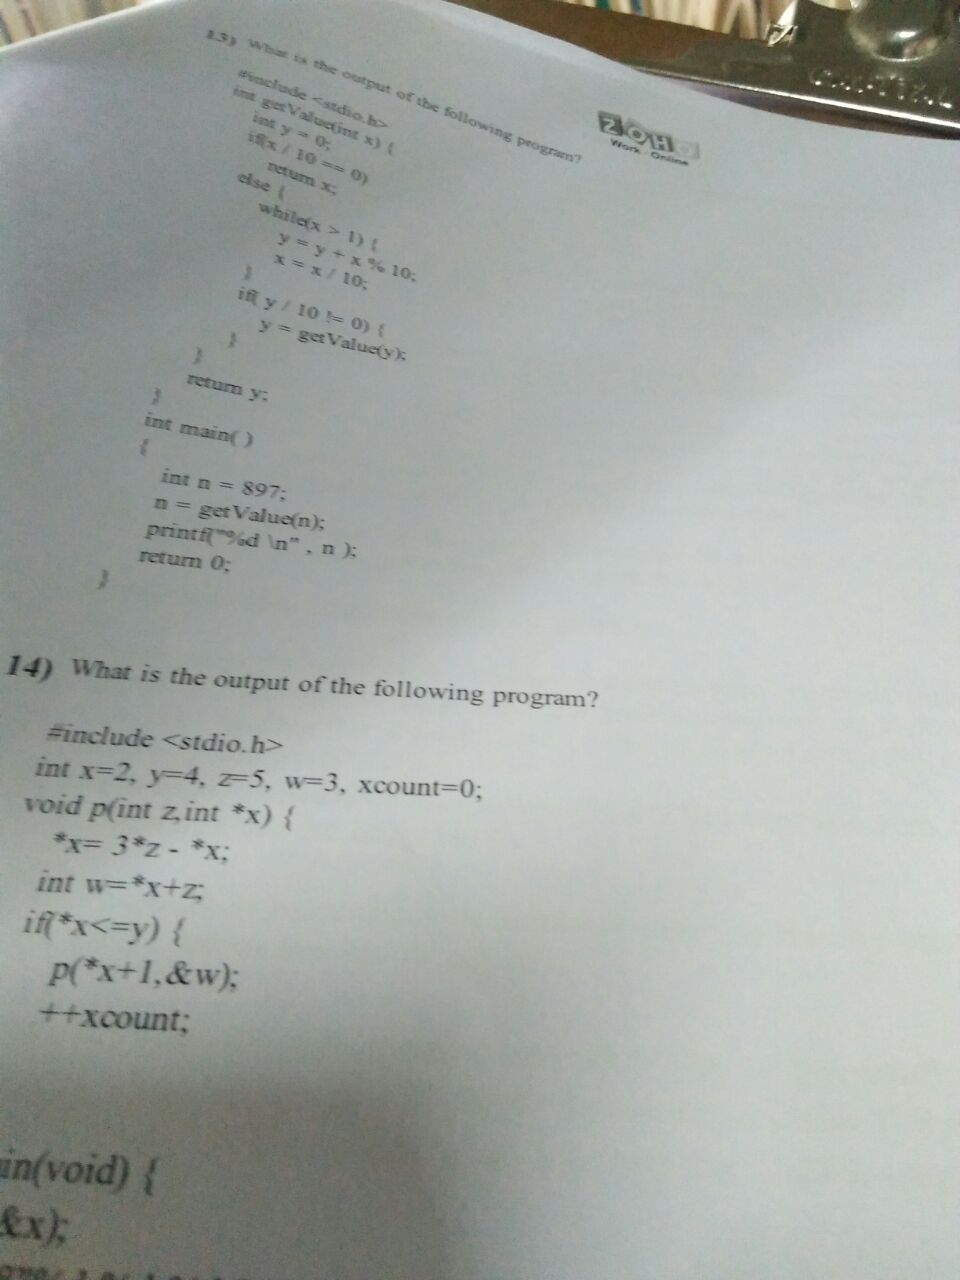 13) What is the output of the following program?
ZOHO
Work Online
#include <stdio.h>
int getValue(int x) {
int y = 0;
if(x / 10 == 0)
return x;
else {
while(x > 1) {
y = y + x % 10;
x = x / 10;
}
if( y / 10 != 0) {
y = getValue(y);
}
}
return y;
}
int main( )
{
int n = 897;
n = getValue(n);
printf("%d \n" , n );
return 0;
}
14) What is the output of the following program?
#include <stdio.h>
int x=2, y=4, z=5, w=3, xcount=0;
void p(int z,int *x) {
*x= 3*z - *x;
int w=*x+z;
if(*x<=y) {
p(*x+1,&w);
++xcount;
in(void) {
&x);